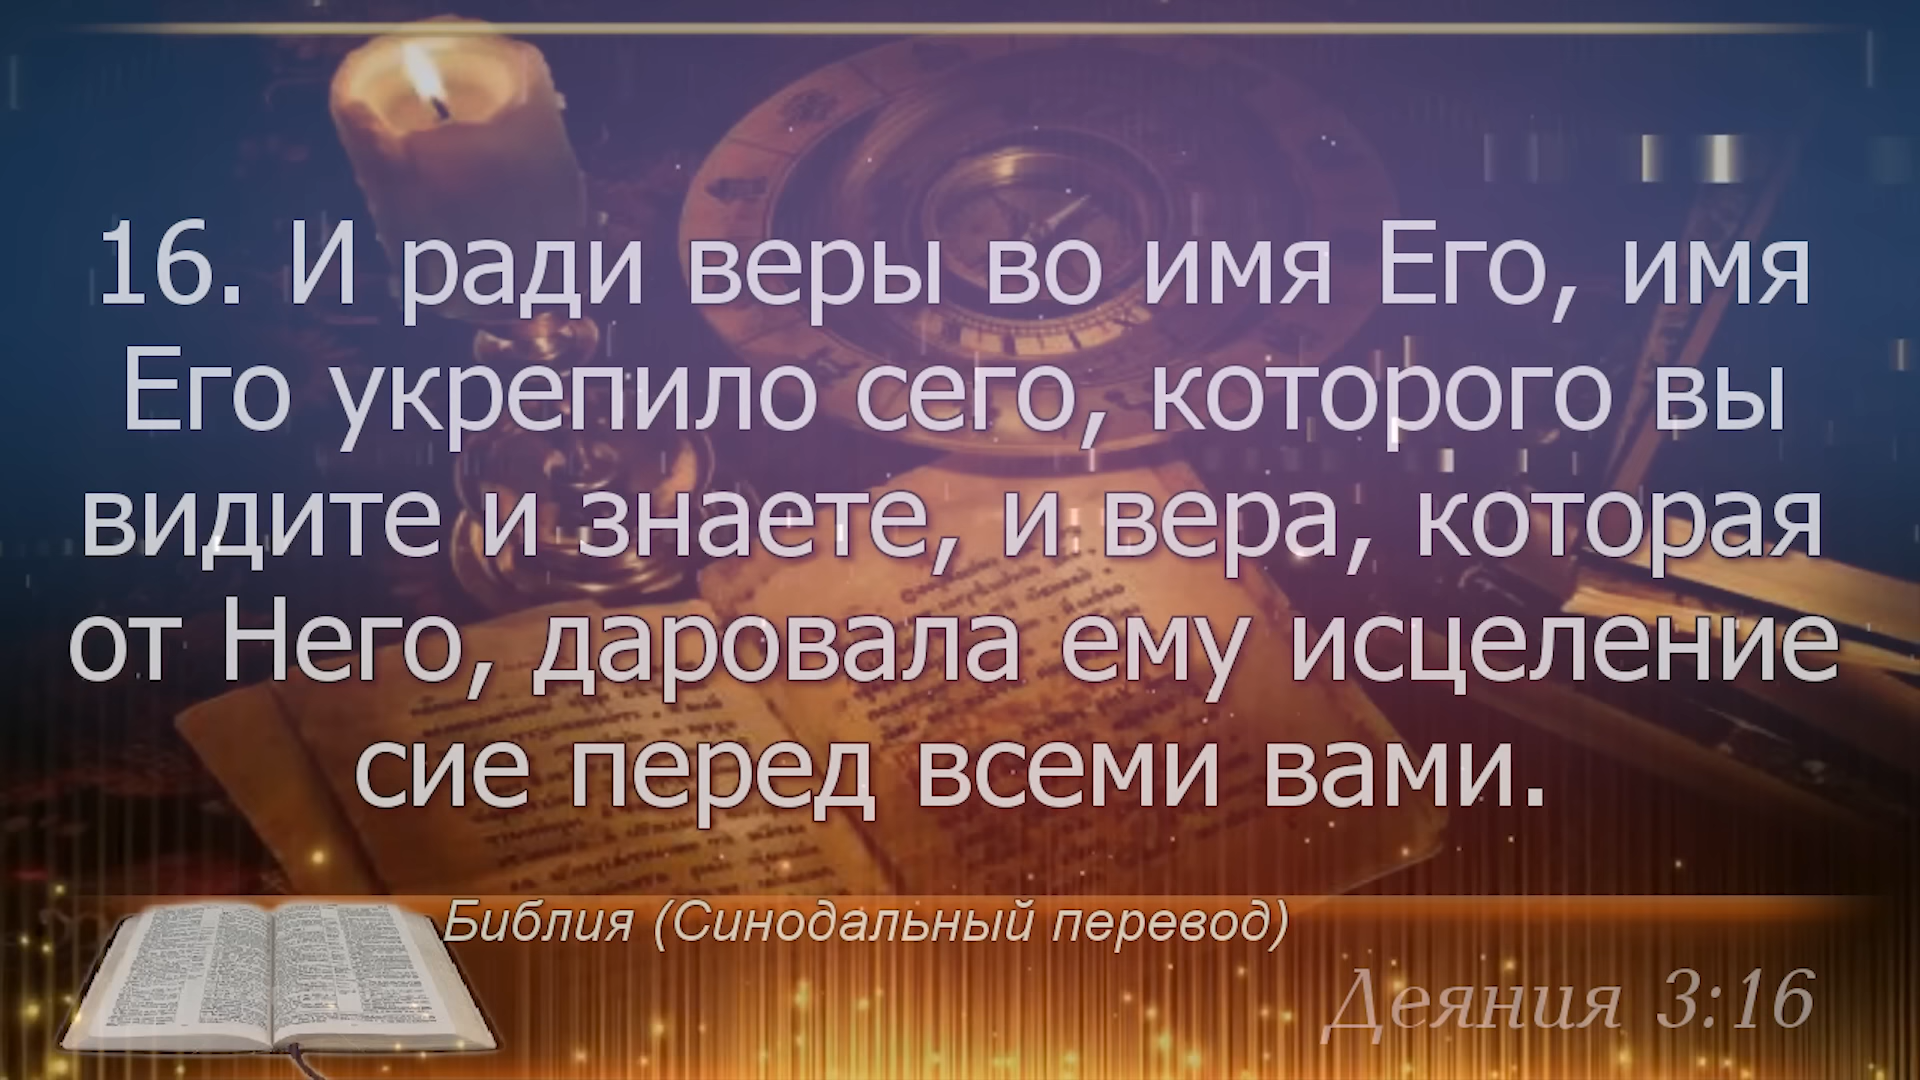 16. И ради веры во имя Его, имя
Его укрепило сего, которого вы
видите и знаете, и вера, которая
от Него, даровала ему исцеление
сие перед всеми вами.
Библия (Синодальный перевод)
Деяния 3:16